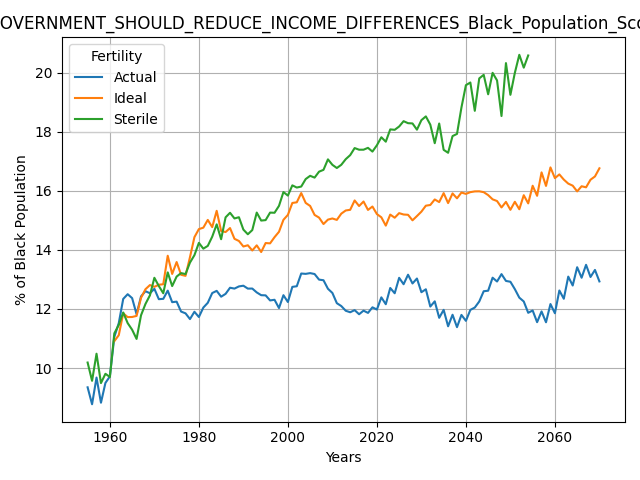 OVERNMENT_SHOULD_REDUCE_INCOME_DIFFERENCES_Black_Population_Sco
Fertility
Actual
Ideal
Sterile
% of Black Population
20
18
16
14
12
10
1960 1980 2000 2020 2040 2060
Years